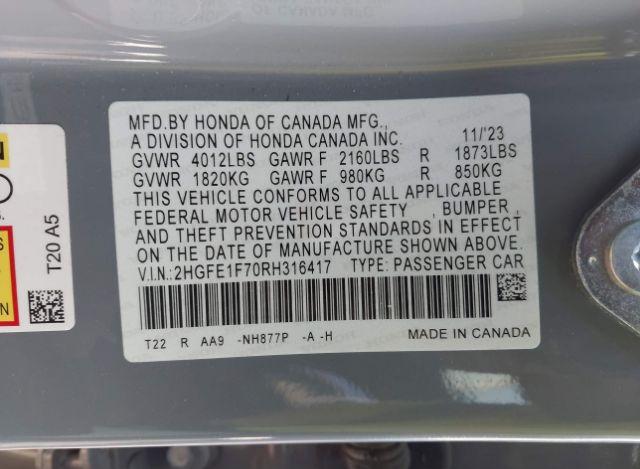 MFD.BY HONDA OF CANADA MFG.,
A DIVISION OF HONDA CANADA INC. 11/'23
GVWR 4012LBS GAWR F 2160LBS R 1873LBS
GVWR 1820KG GAWR F 980KG R 850KG
THIS VEHICLE CONFORMS TO ALL APPLICABLE
FEDERAL MOTOR VEHICLE SAFETY , BUMPER ,
AND THEFT PREVENTION STANDARDS IN EFFECT
ON THE DATE OF MANUFACTURE SHOWN ABOVE.
V.I.N.:2HGFE1F70RH316417 TYPE: PASSENGER CAR
T22 R AA9 -NH877P -A -H MADE IN CANADA
T20 A5